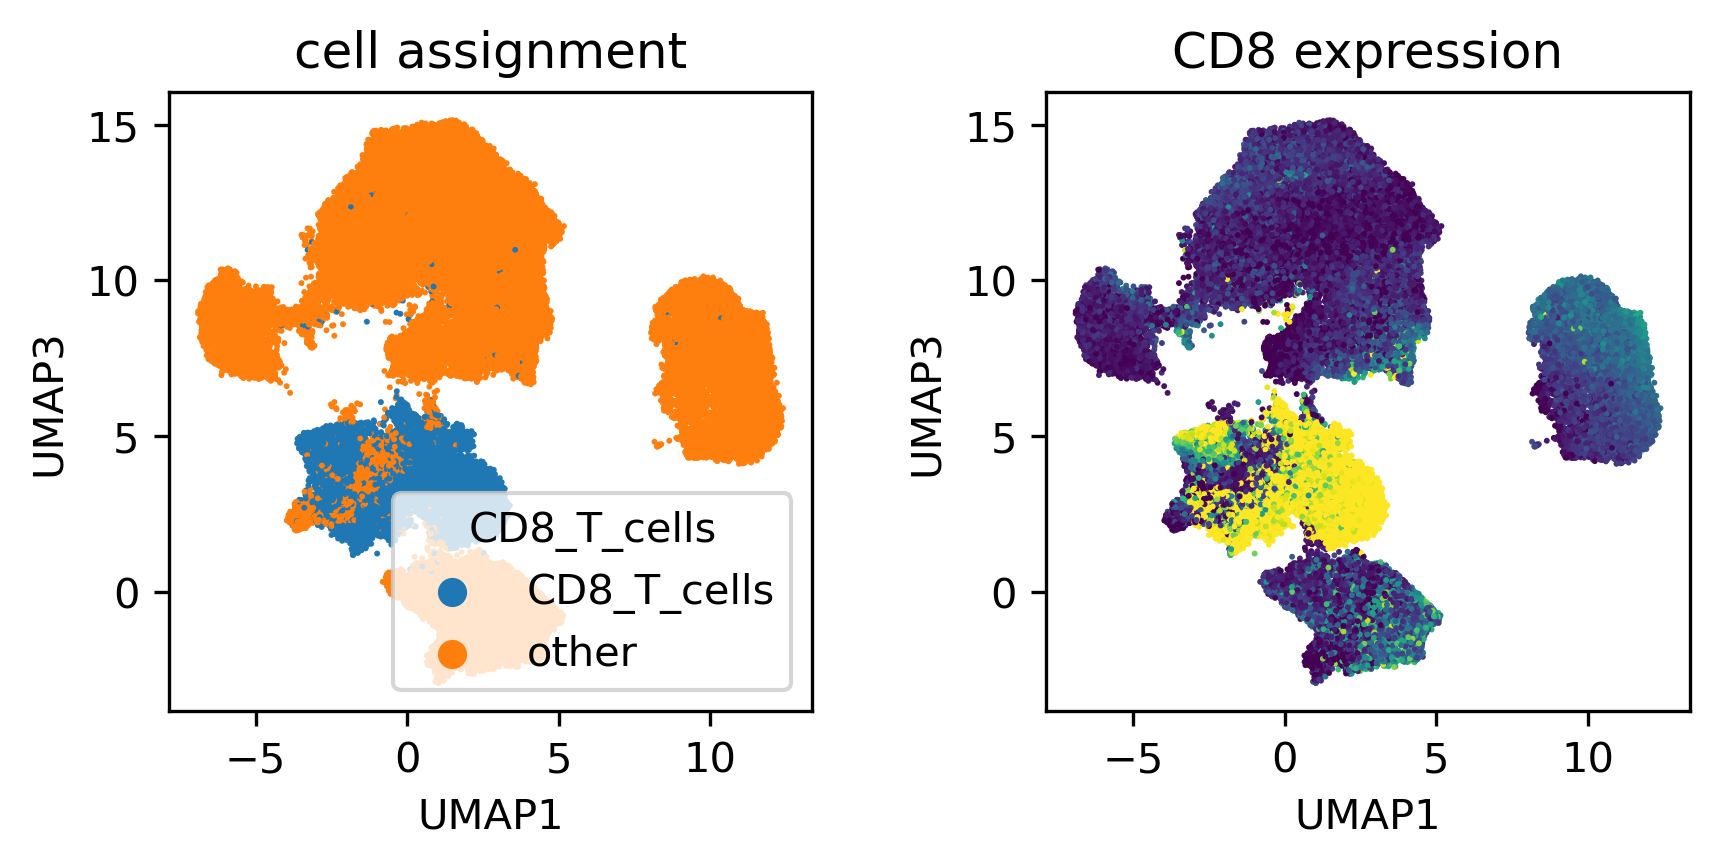 cell assignment
15
10
5
0
UMAP3
−5 0 5 10
UMAP1
CD8_T_cells
CD8_T_cells
other
CD8 expression
15
10
5
0
UMAP3
−5 0 5 10
UMAP1